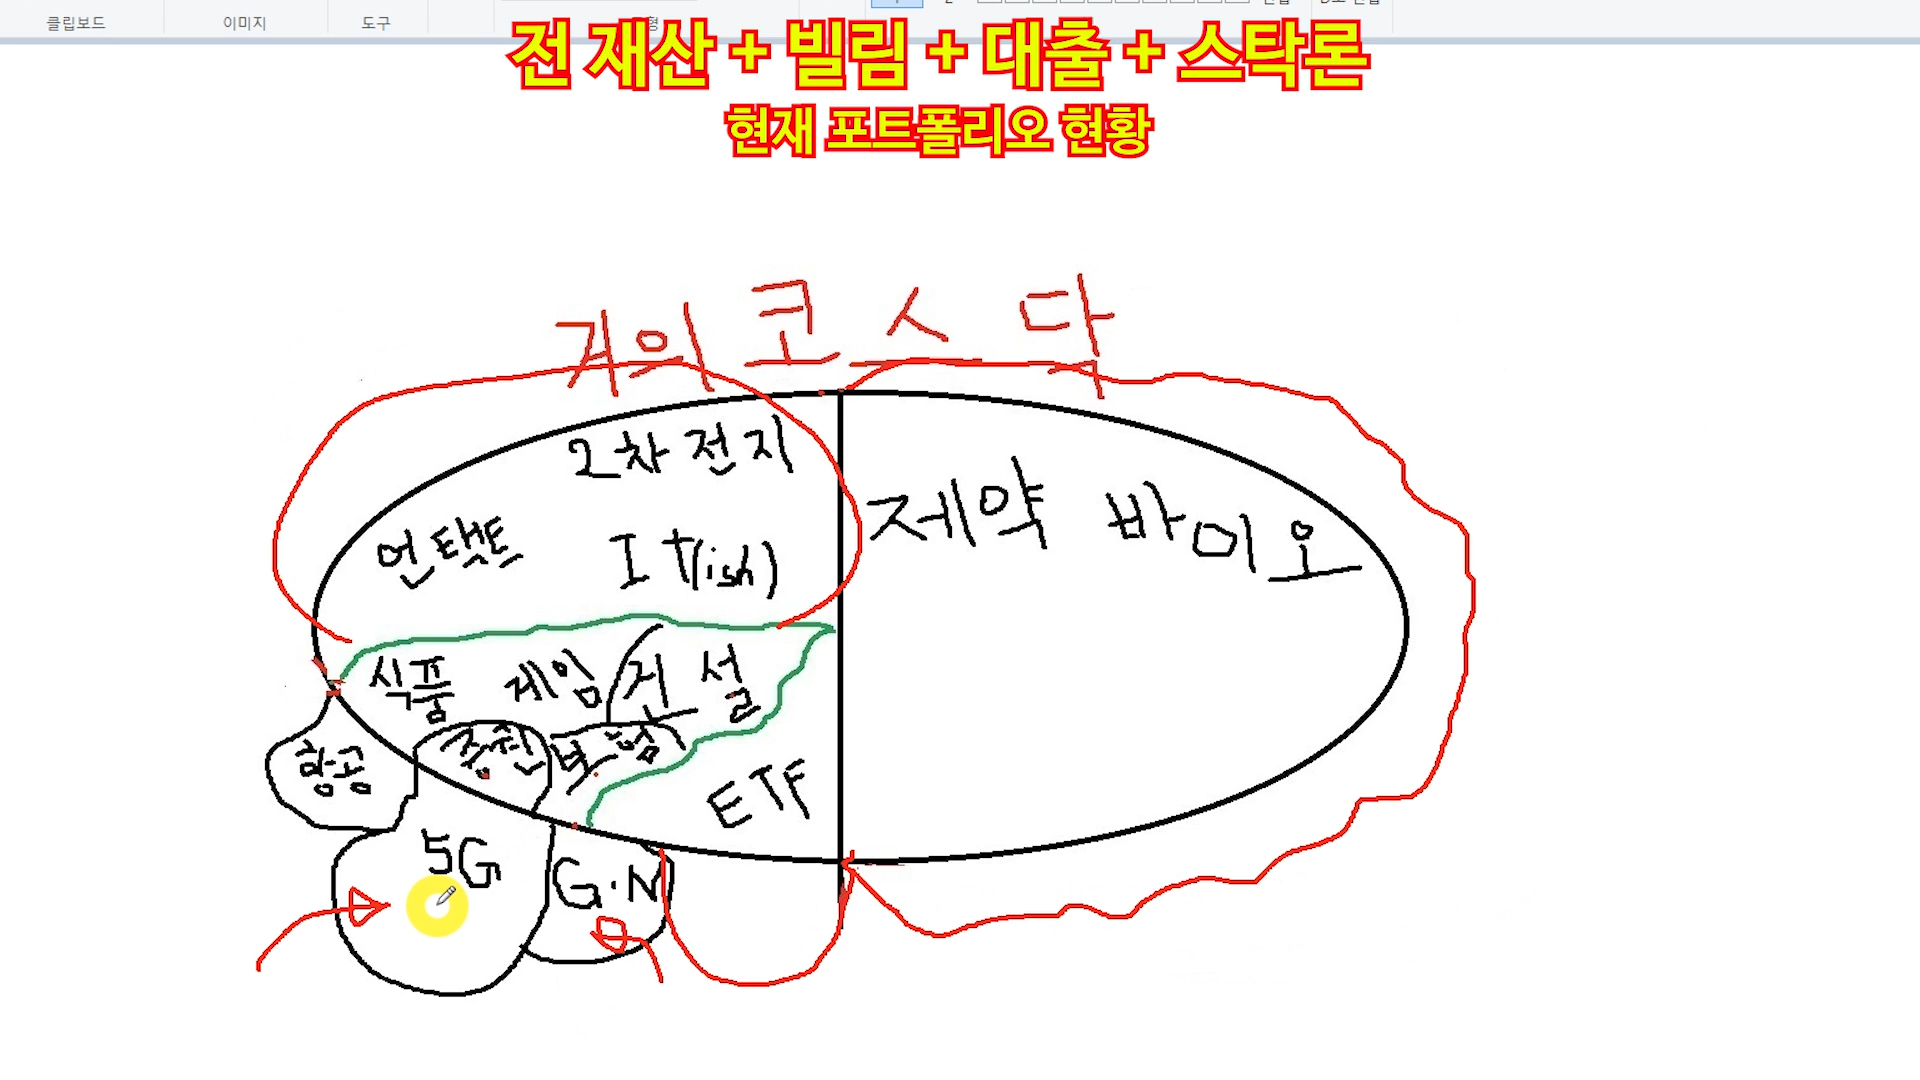 클립보드
이미지
도구
전 재산 + 빌림 + 대출 + 스탁론
현재 포트폴리오 현황
거의 코스닥
2차전지
언택트
It(ish)
제약 바이오
식품
게임
건설
항공
증권
보험
ETF
5G
G.N